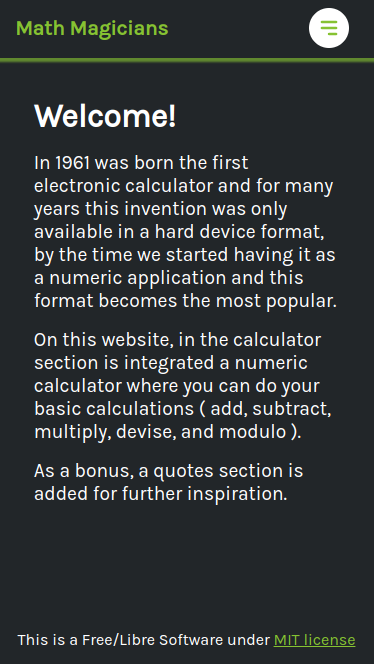 Math Magicians
Welcome!
In 1961 was born the first
electronic calculator and for many
years this invention was only
available in a hard device format,
by the time we started having it as
a numeric application and this
format becomes the most popular.
On this website, in the calculator
section is integrated a numeric
calculator where you can do your
basic calculations ( add, subtract,
multiply, devise, and modulo ).
As a bonus, a quotes section is
added for further inspiration.
This is a Free/Libre Software under MIT license